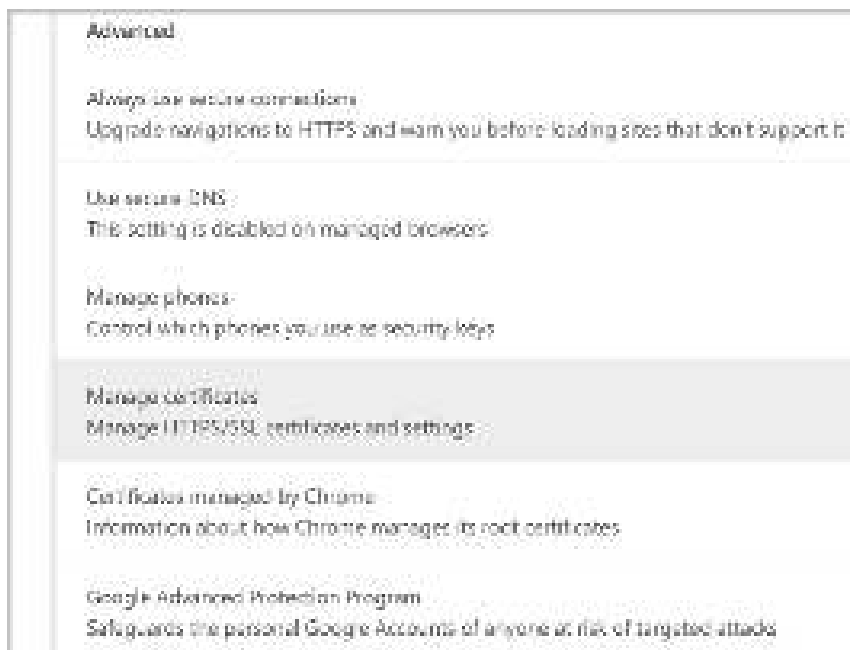 Advanced
Always use secure connections
Upgrade navigations to HTTPS and warn you before loading sites that don't support it
Use secure DNS
This setting is disabled on managed browsers
Manage phones
Control which phones you use as security keys
Manage certificates
Manage HTTPS/SSL certificates and settings
Certificates managed by Chrome
Information about how Chrome manages its root certificates
Google Advanced Protection Program
Safeguards the personal Google Accounts of anyone at risk of targeted attacks